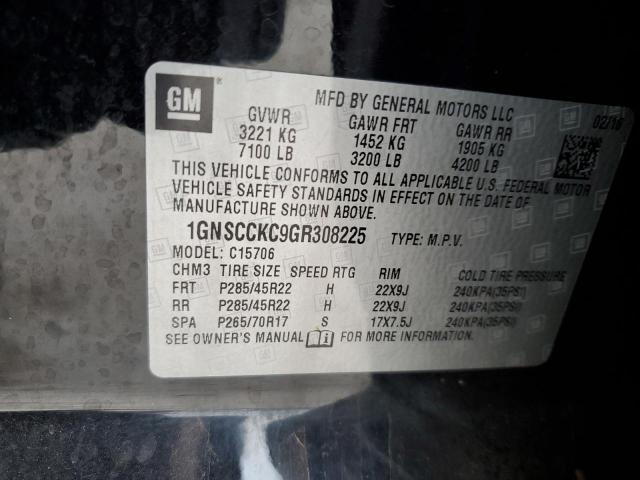 GM
MFD BY GENERAL MOTORS LLC
02/16
GVWR GAWR FRT GAWR RR
3221 KG 1452 KG 1905 KG
7100 LB 3200 LB 4200 LB
THIS VEHICLE CONFORMS TO ALL APPLICABLE U.S. FEDERAL MOTOR
VEHICLE SAFETY STANDARDS IN EFFECT ON THE DATE OF
MANUFACTURE SHOWN ABOVE.
1GNSCCKC9GR308225 TYPE: M.P.V.
MODEL: C15706
CHM3 TIRE SIZE SPEED RTG RIM COLD TIRE PRESSURE
FRT P285/45R22 H 22X9J 240KPA(35PSI)
RR P285/45R22 H 22X9J 240KPA(35PSI)
SPA P265/70R17 S 17X7.5J 240KPA(35PSI)
SEE OWNER'S MANUAL i FOR MORE INFORMATION.